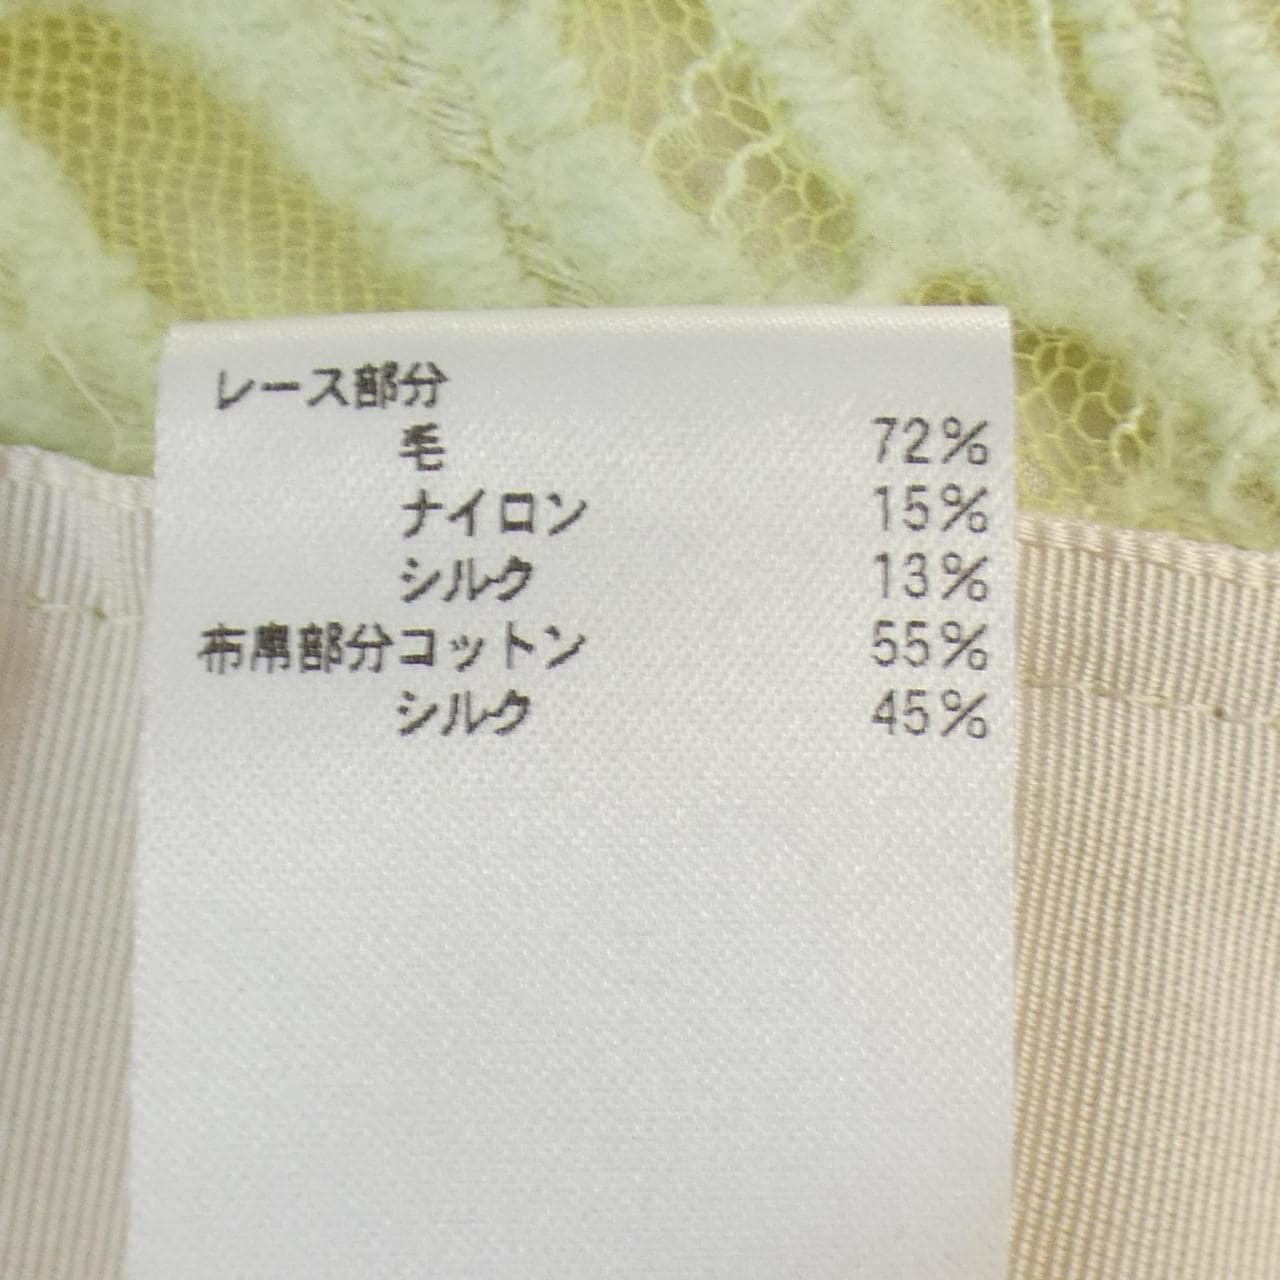 レース部分
毛 72%
ナイロン 15%
シルク 13%
布帛部分コットン 55%
シルク 45%